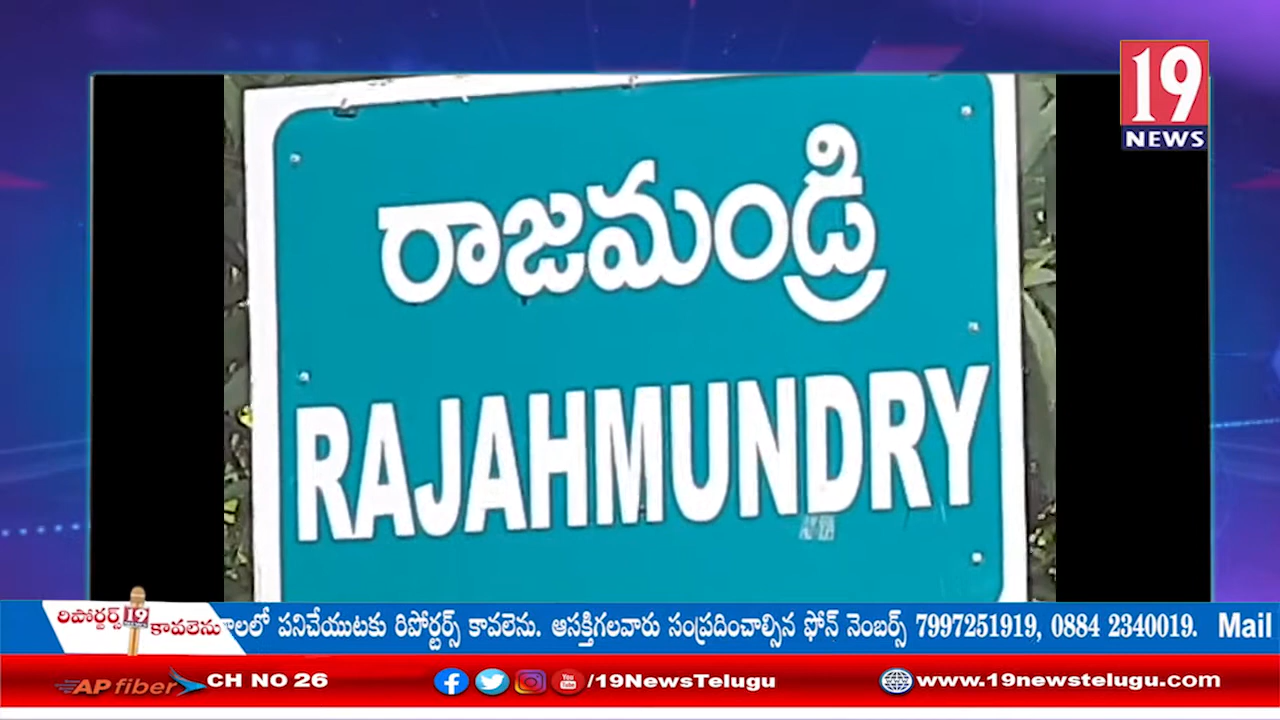 19
NEWS
రాజమండ్రి
RAJAHMUNDRY
రిపోర్టర్స్ 19
కావలెను
లలో పనిచేయుటకు రిపోర్టర్స్ కావలెను. ఆసక్తిగలవారు సంప్రదించాల్సిన ఫోన్ నెంబర్స్ 7997251919, 0884 2340019. Mail
AP fiber CH NO 26 /19NewsTelugu www.19newstelugu.com